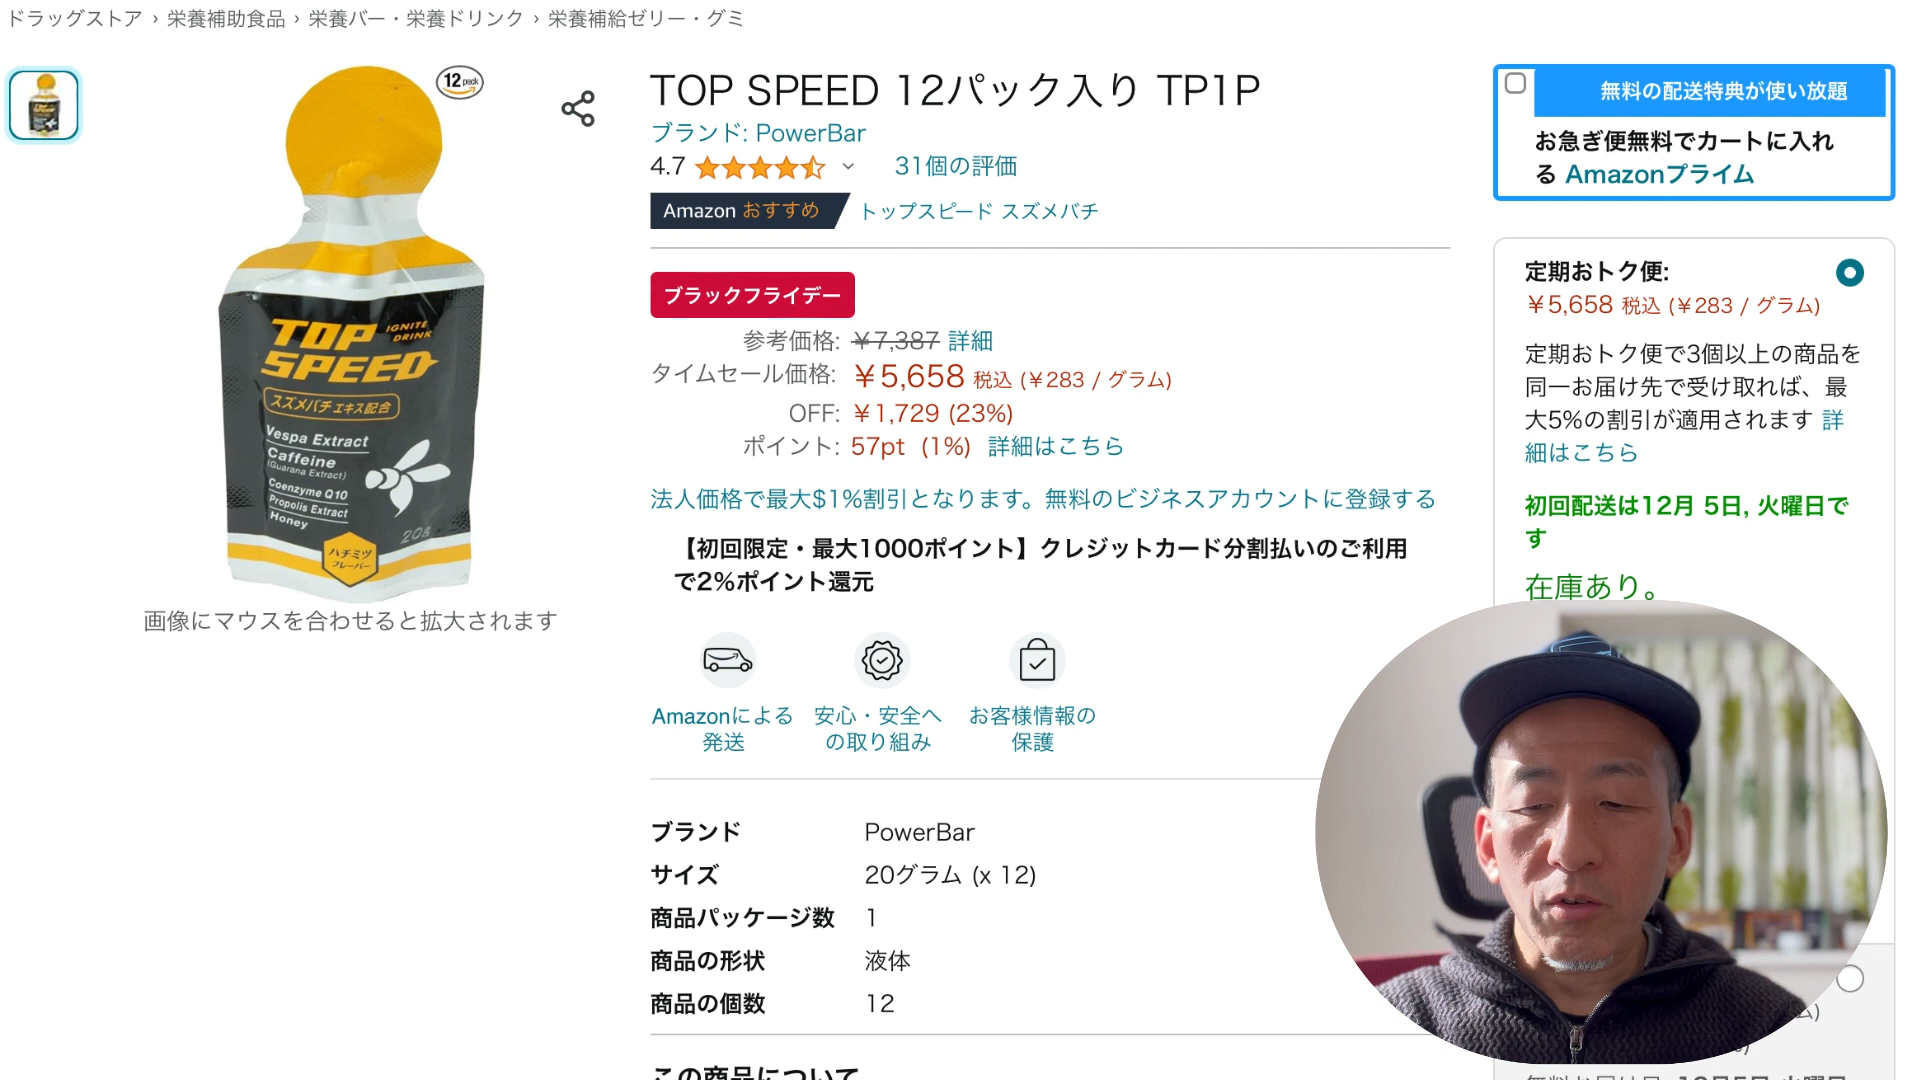 ドラッグストア › 栄養補助食品 › 栄養バー・栄養ドリンク › 栄養補給ゼリー・グミ
12 pack
TOP
SPEED
IGNITE
DRINK
スズメバチエキス配合
Vespa Extract
Caffeine
(Guarana Extract)
Coenzyme Q10
Propolis Extract
Honey
20g
ハチミツ
フレーバー
画像にマウスを合わせると拡大されます
TOP SPEED 12パック入り TP1P
ブランド: PowerBar
4.7 31個の評価
Amazon おすすめ トップスピード スズメバチ
ブラックフライデー
参考価格: ￥7,387 詳細
タイムセール価格: ￥5,658 税込 (￥283 / グラム)
OFF: ￥1,729 (23%)
ポイント: 57pt (1%) 詳細はこちら
法人価格で最大$1%割引となります。無料のビジネスアカウントに登録する
【初回限定・最大1000ポイント】クレジットカード分割払いのご利用
で2%ポイント還元
Amazonによる
発送
安心・安全へ
の取り組み
お客様情報の
保護
ブランド PowerBar
サイズ 20グラム (x 12)
商品パッケージ数 1
商品の形状 液体
商品の個数 12
この商品について
無料の配送特典が使い放題
お急ぎ便無料でカートに入れ
る Amazonプライム
定期おトク便:
￥5,658 税込 (￥283 / グラム)
定期おトク便で3個以上の商品を
同一お届け先で受け取れば、最
大5%の割引が適用されます 詳
細はこちら
初回配送は12月 5日, 火曜日で
す
在庫あり。
ム)